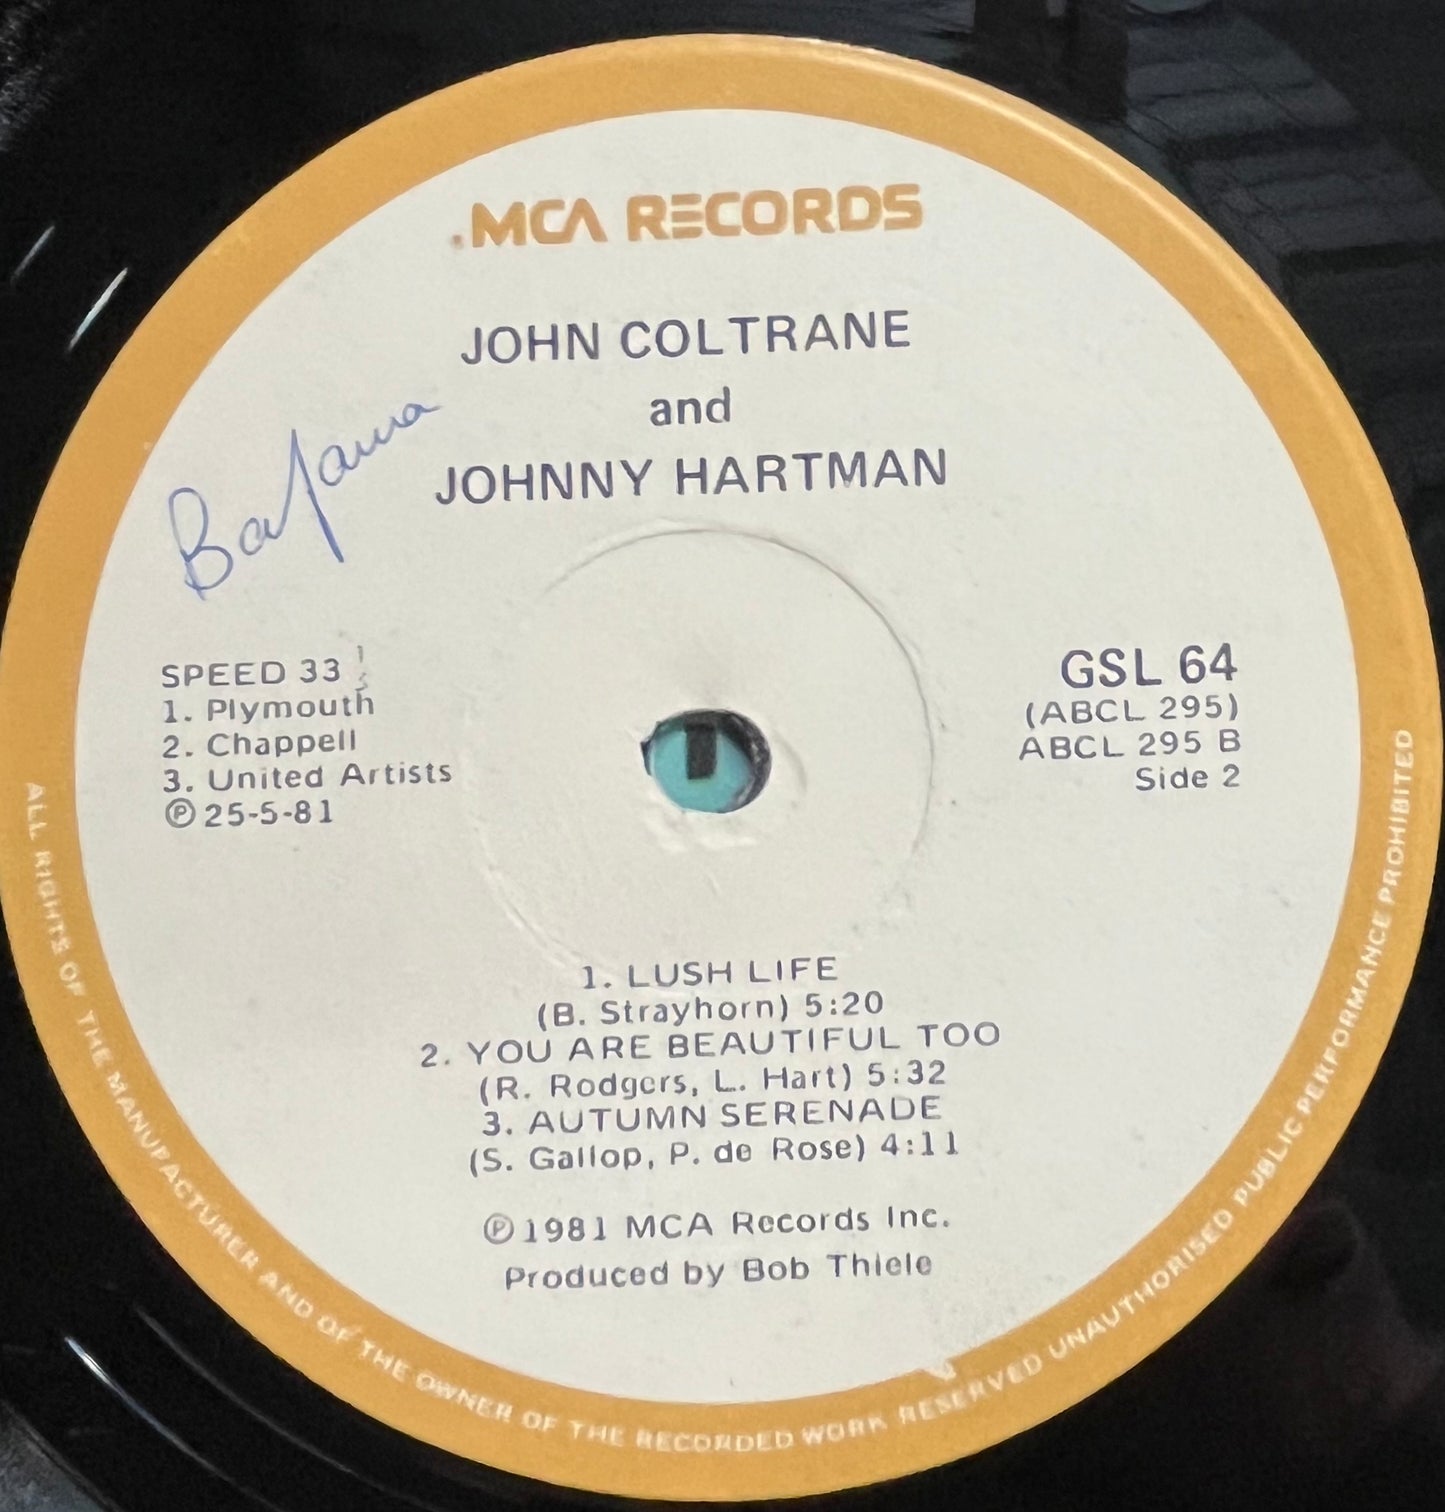 MCA RECORDS
JOHN COLTRANE
and
JOHNNY HARTMAN
SPEED 33 1/3
1. Plymouth
2. Chappell
3. United Artists
Ⓟ 25-5-81
GSL 64
(ABCL 295)
ABCL 295 B
Side 2
1. LUSH LIFE
(B. Strayhorn) 5:20
2. YOU ARE BEAUTIFUL TOO
(R. Rodgers, L. Hart) 5:32
3. AUTUMN SERENADE
(S. Gallop, P. de Rose) 4:11
Ⓟ 1981 MCA Records Inc.
Produced by Bob Thiele
ALL RIGHTS OF THE MANUFACTURER AND OF THE OWNER OF THE RECORDED WORK RESERVED UNAUTHORISED PUBLIC PERFORMANCE PROHIBITED